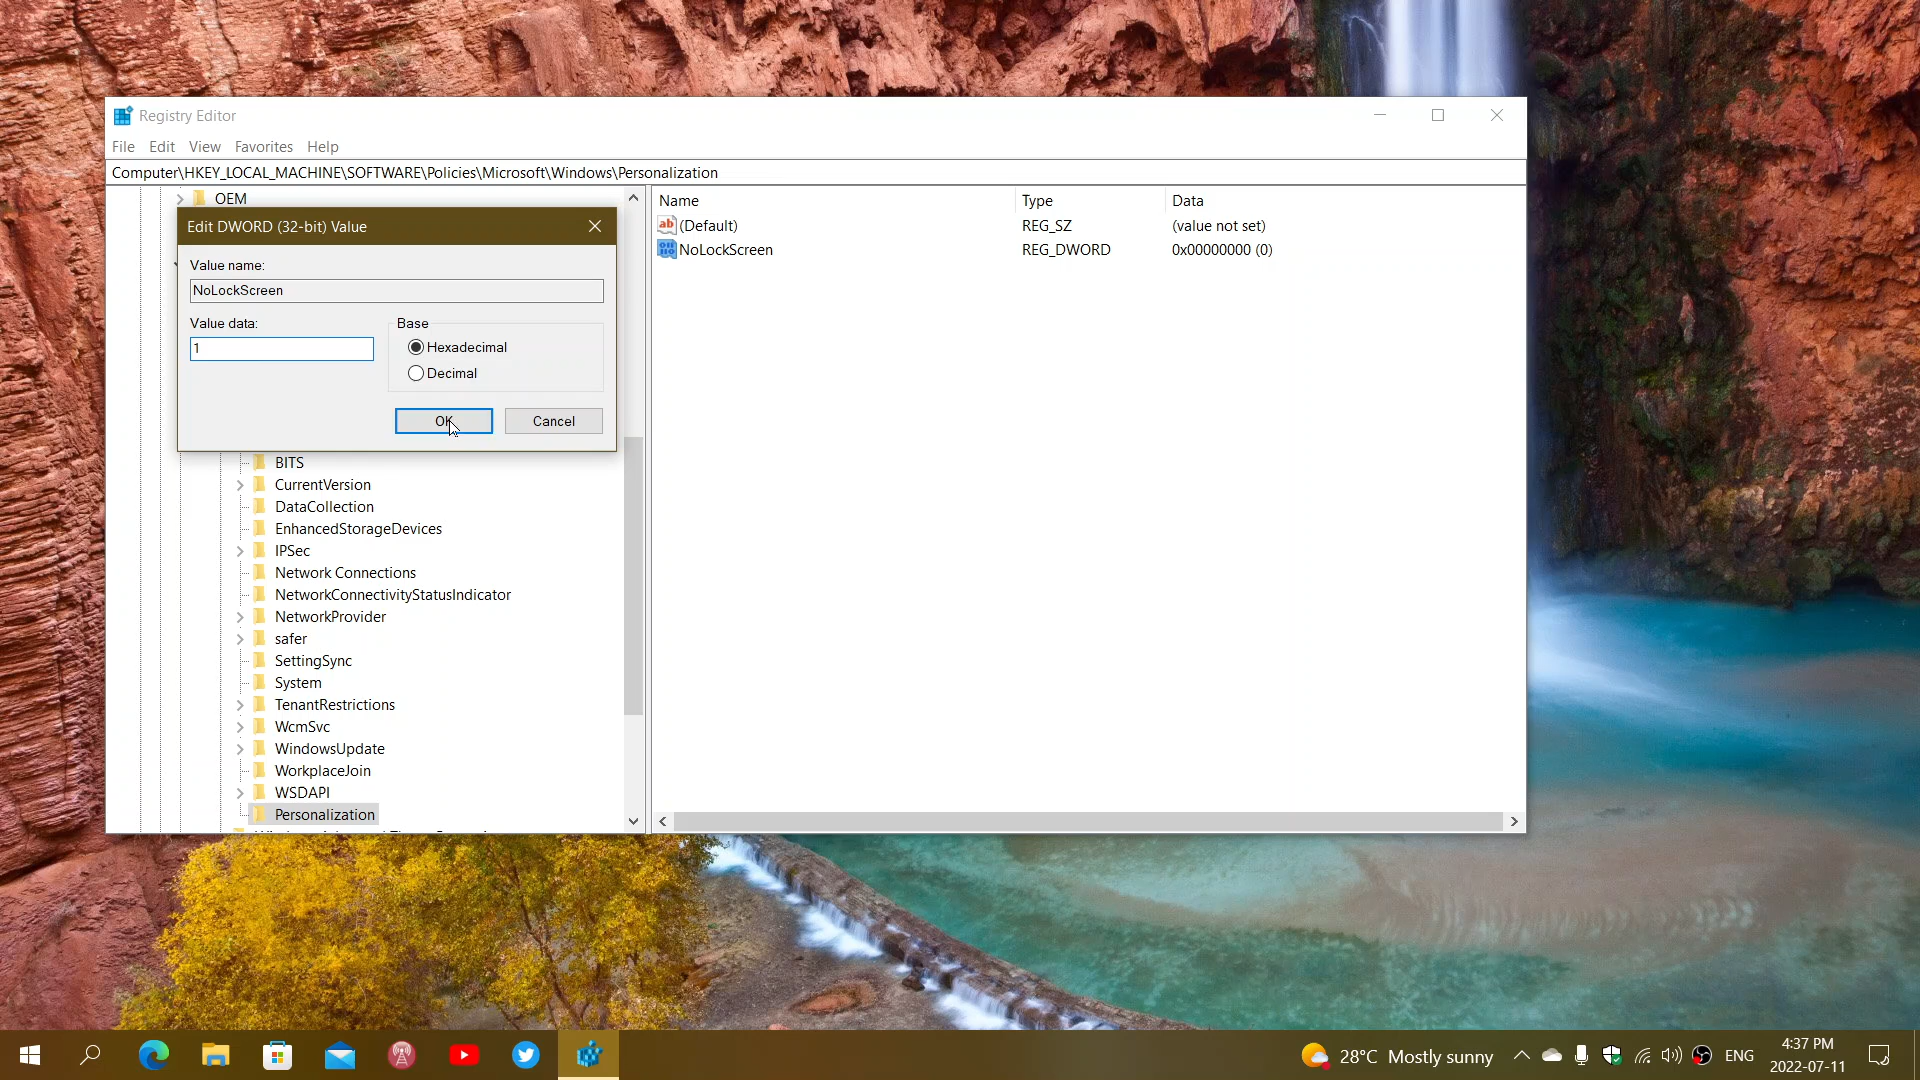 Registry Editor
File Edit View Favorites Help
Computer\HKEY_LOCAL_MACHINE\SOFTWARE\Policies\Microsoft\Windows\Personalization
OEM
Edit DWORD (32-bit) Value
Value name:
NoLockScreen
Value data:
1
Base
Hexadecimal
Decimal
OK
Cancel
BITS
CurrentVersion
DataCollection
EnhancedStorageDevices
IPSec
Network Connections
NetworkConnectivityStatusIndicator
NetworkProvider
safer
SettingSync
System
TenantRestrictions
WcmSvc
WindowsUpdate
WorkplaceJoin
WSDAPI
Personalization
Name Type Data
(Default) REG_SZ (value not set)
NoLockScreen REG_DWORD 0x00000000 (0)
28°C Mostly sunny
ENG
4:37 PM
2022-07-11